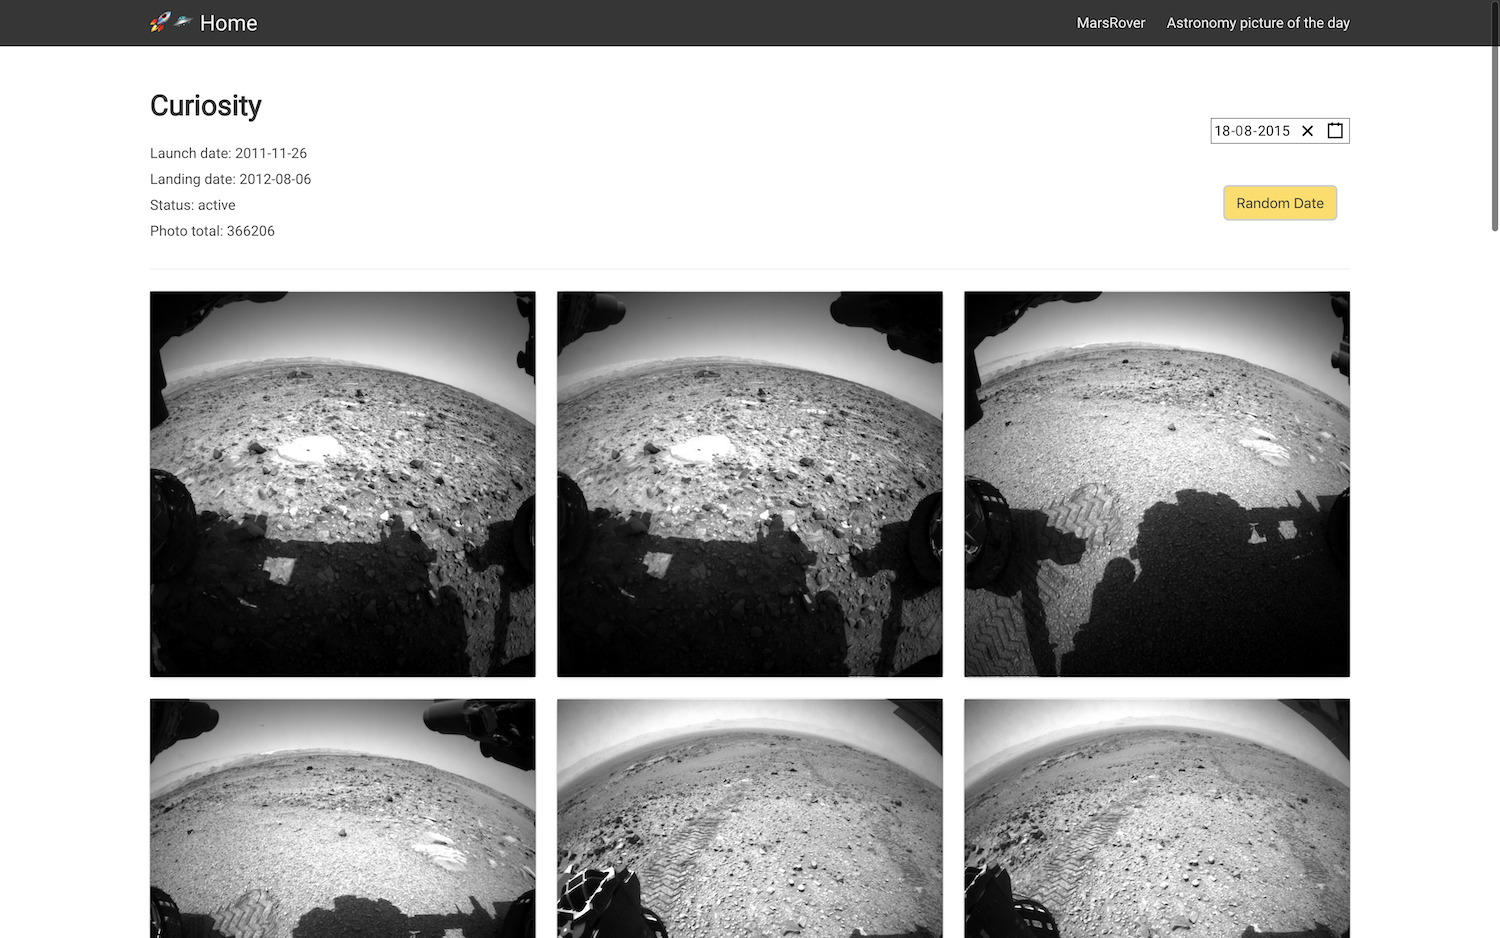 Home
MarsRover
Astronomy picture of the day
Curiosity
Launch date: 2011-11-26
Landing date: 2012-08-06
Status: active
Photo total: 366206
18-08-2015
Random Date